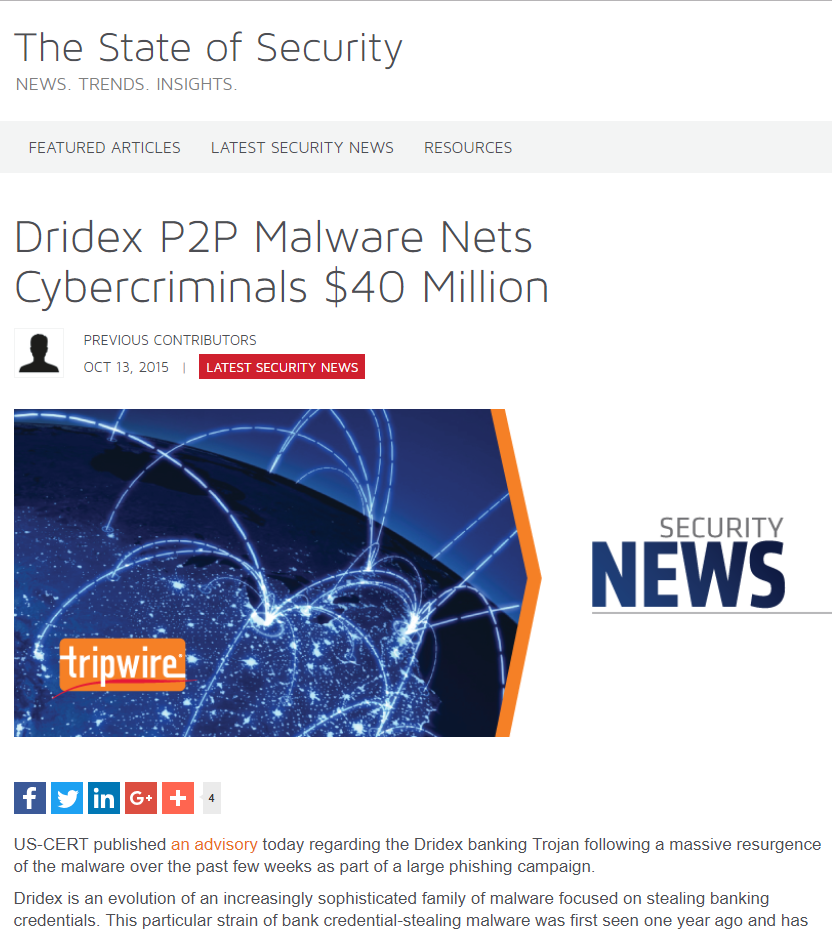 The State of Security
NEWS. TRENDS. INSIGHTS.
FEATURED ARTICLES LATEST SECURITY NEWS RESOURCES
Dridex P2P Malware Nets
Cybercriminals $40 Million
PREVIOUS CONTRIBUTORS
OCT 13, 2015 | LATEST SECURITY NEWS
SECURITY
NEWS
tripwire
f in G+ + 4
US-CERT published an advisory today regarding the Dridex banking Trojan following a massive resurgence
of the malware over the past few weeks as part of a large phishing campaign.
Dridex is an evolution of an increasingly sophisticated family of malware focused on stealing banking
credentials. This particular strain of bank credential-stealing malware was first seen one year ago and has